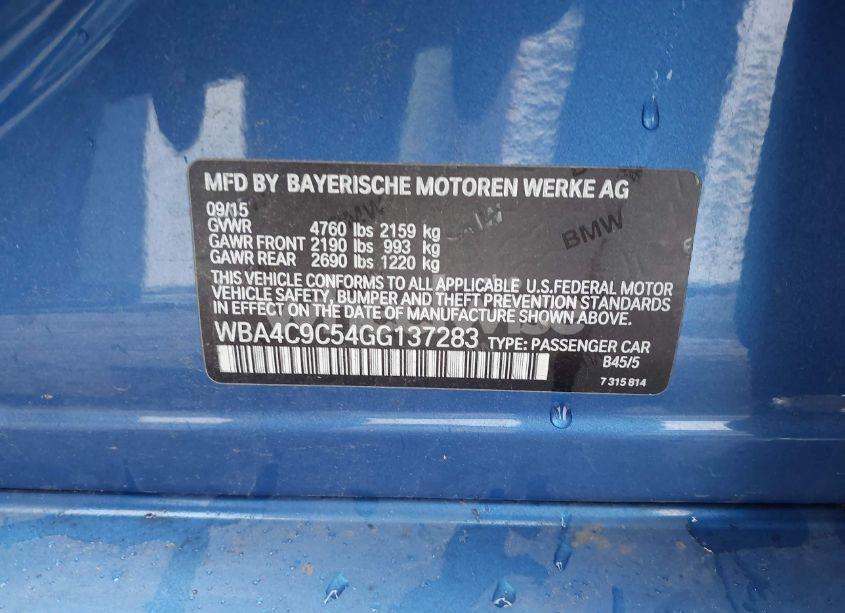 MFD BY BAYERISCHE MOTOREN WERKE AG
09/15
GVWR 4760 lbs 2159 kg
GAWR FRONT 2190 lbs 993 kg
GAWR REAR 2690 lbs 1220 kg
THIS VEHICLE CONFORMS TO ALL APPLICABLE U.S.FEDERAL MOTOR
VEHICLE SAFETY, BUMPER AND THEFT PREVENTION STANDARDS
IN EFFECT ON THE DATE OF MANUFACTURE SHOWN ABOVE.
WBA4C9C54GG137283 TYPE: PASSENGER CAR
B45/5
7 315 814
BMW
BMW